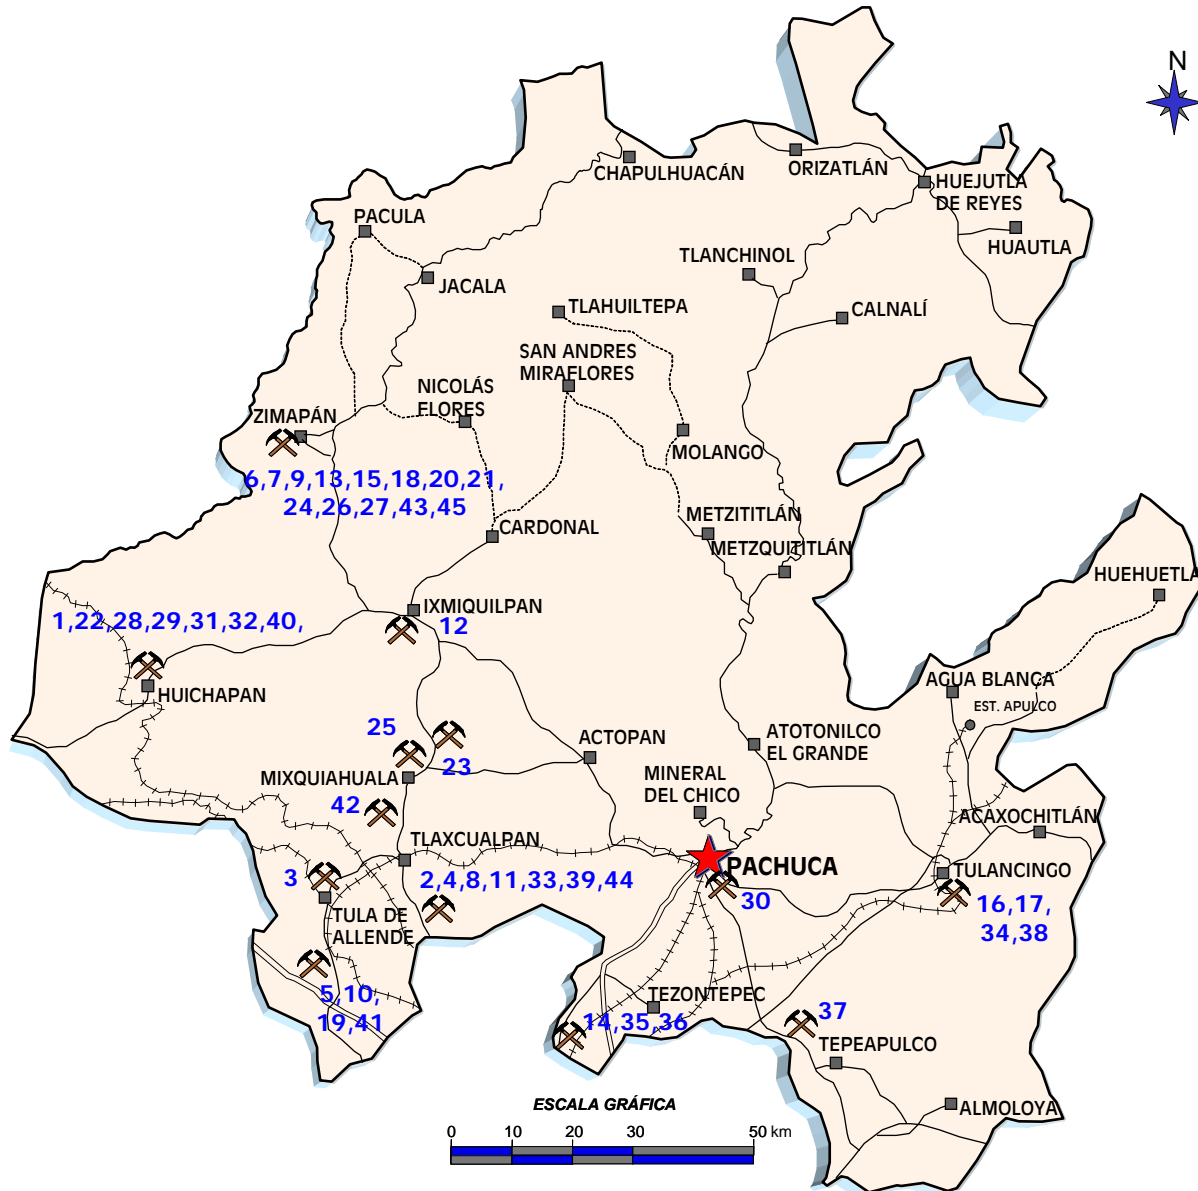 N
CHAPULHUACÁN
ORIZATLÁN
HUEJUTLA
DE REYES
PACULA
HUAUTLA
TLANCHINOL
JACALA
TLAHUILTEPA
CALNALÍ
SAN ANDRES
MIRAFLORES
NICOLÁS
FLORES
ZIMAPÁN
MOLANGO
6,7,9,13,15,18,20,21,
24,26,27,43,45
METZITITLÁN
CARDONAL
METZQUITITLÁN
HUEHUETLA
IXMIQUILPAN
1,22,28,29,31,32,40,
12
HUICHAPAN
AGUA BLANCA
EST. APULCO
25
ACTOPAN
ATOTONILCO
EL GRANDE
23
MIXQUIAHUALA
MINERAL
DEL CHICO
42
ACAXOCHITLÁN
TLAXCUALPAN
PACHUCA
TULANCINGO
3
2,4,8,11,33,39,44
30
16,17,
34,38
TULA DE
ALLENDE
5,10,
19,41
TEZONTEPEC
14,35,36
37
TEPEAPULCO
ALMOLOYA
ESCALA GRÁFICA
0 10 20 30 50 km